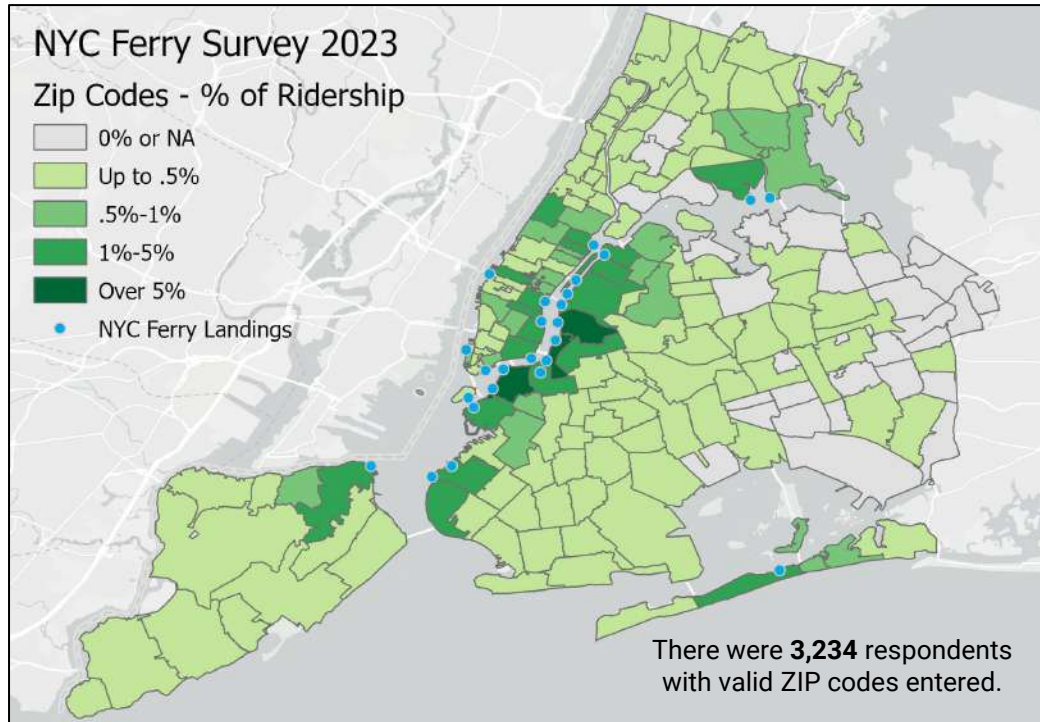 NYC Ferry Survey 2023
Zip Codes - % of Ridership
0% or NA
Up to .5%
.5%-1%
1%-5%
Over 5%
NYC Ferry Landings
There were 3,234 respondents
with valid ZIP codes entered.